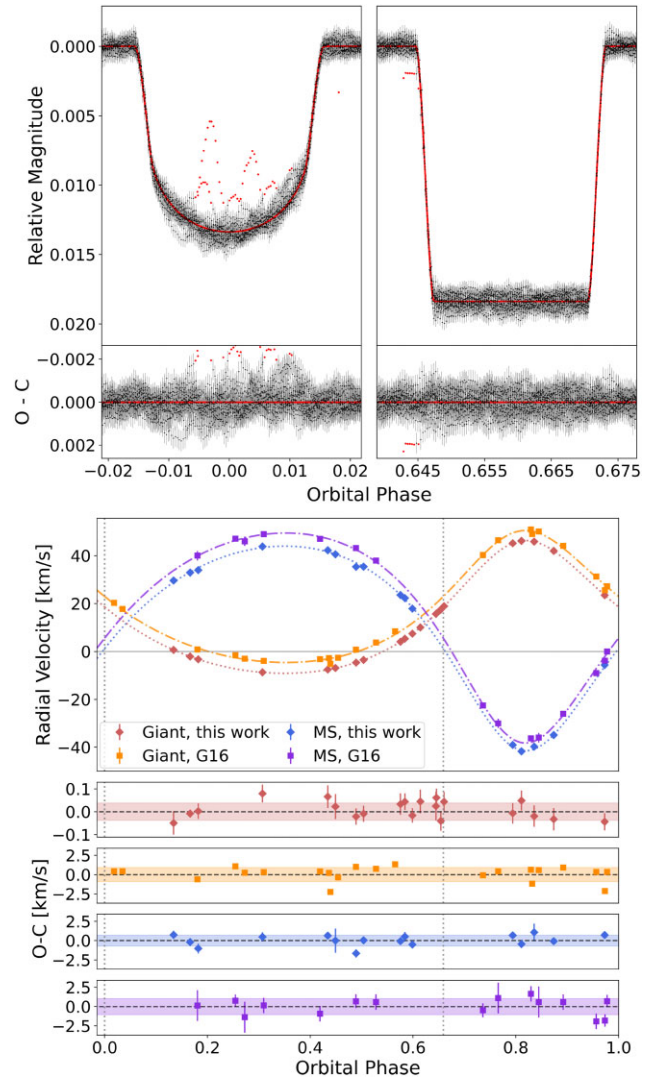 0.000
0.005
0.010
0.015
0.020
Relative Magnitude
−0.002
0.000
0.002
O - C
−0.02 −0.01 0.00 0.01 0.02 0.645 0.655 0.665 0.675
Orbital Phase
40
20
0
−20
−40
Radial Velocity [km/s]
Giant, this work MS, this work
Giant, G16 MS, G16
0.1
0.0
−0.1
2.5
0.0
−2.5
2.5
0.0
−2.5
2.5
0.0
−2.5
O-C [km/s]
0.0 0.2 0.4 0.6 0.8 1.0
Orbital Phase